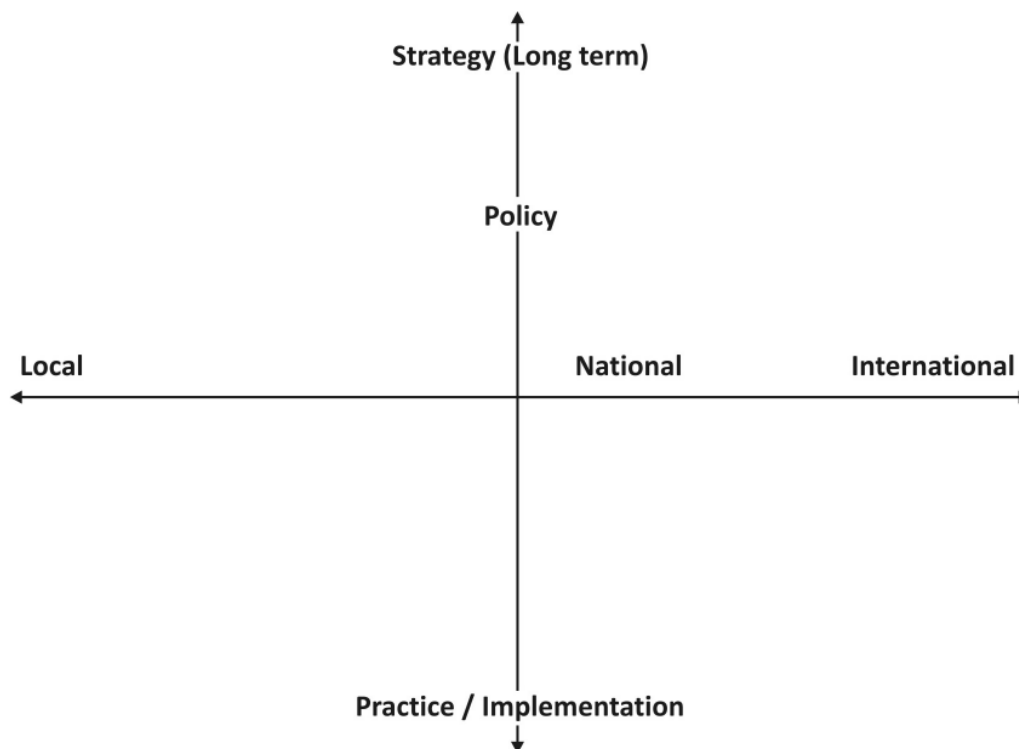 Strategy (Long term)
Policy
Local National International
Practice / Implementation